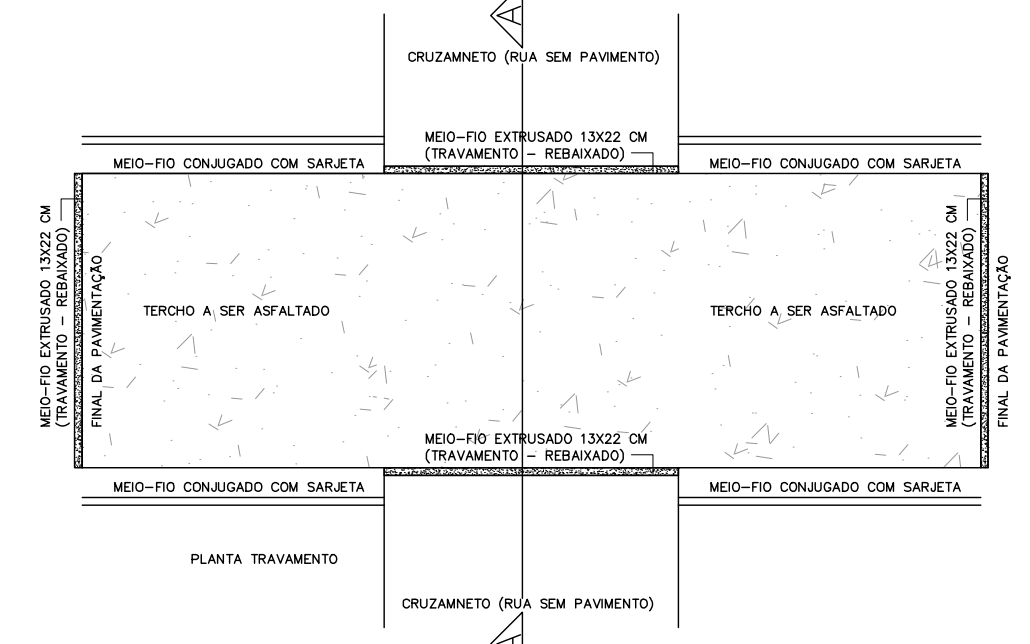 A
CRUZAMNETO (RUA SEM PAVIMENTO)
MEIO-FIO EXTRUSADO 13X22 CM
(TRAVAMENTO - REBAIXADO)
MEIO-FIO CONJUGADO COM SARJETA
MEIO-FIO CONJUGADO COM SARJETA
MEIO-FIO EXTRUSADO 13X22 CM
(TRAVAMENTO - REBAIXADO)
FINAL DA PAVIMENTAÇÃO
TERCHO A SER ASFALTADO
TERCHO A SER ASFALTADO
MEIO-FIO EXTRUSADO 13X22 CM
(TRAVAMENTO - REBAIXADO)
FINAL DA PAVIMENTAÇÃO
MEIO-FIO EXTRUSADO 13X22 CM
(TRAVAMENTO - REBAIXADO)
MEIO-FIO CONJUGADO COM SARJETA
MEIO-FIO CONJUGADO COM SARJETA
PLANTA TRAVAMENTO
CRUZAMNETO (RUA SEM PAVIMENTO)
A